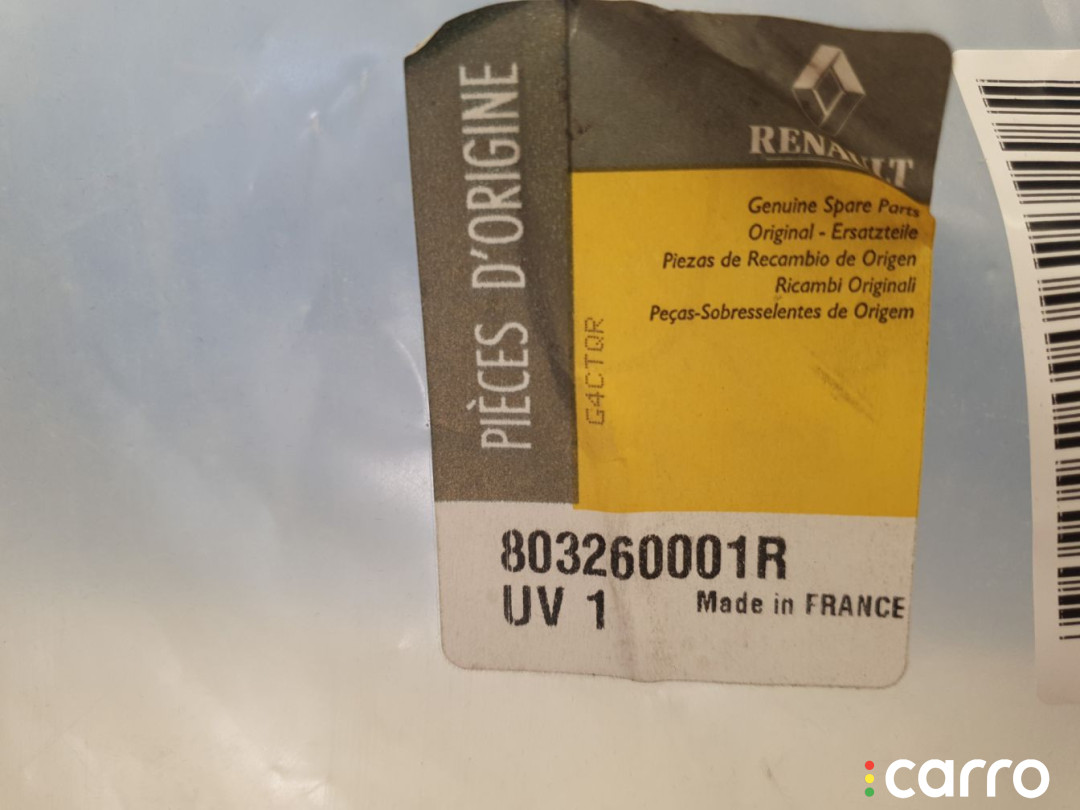 PIÈCES D'ORIGINE
RENAULT
Genuine Spare Parts
Original - Ersatzteile
Piezas de Recambio de Origen
Ricambi Originali
Peças-Sobresselentes de Origem
G4CTQR
803260001R
UV 1
Made in FRANCE
carro